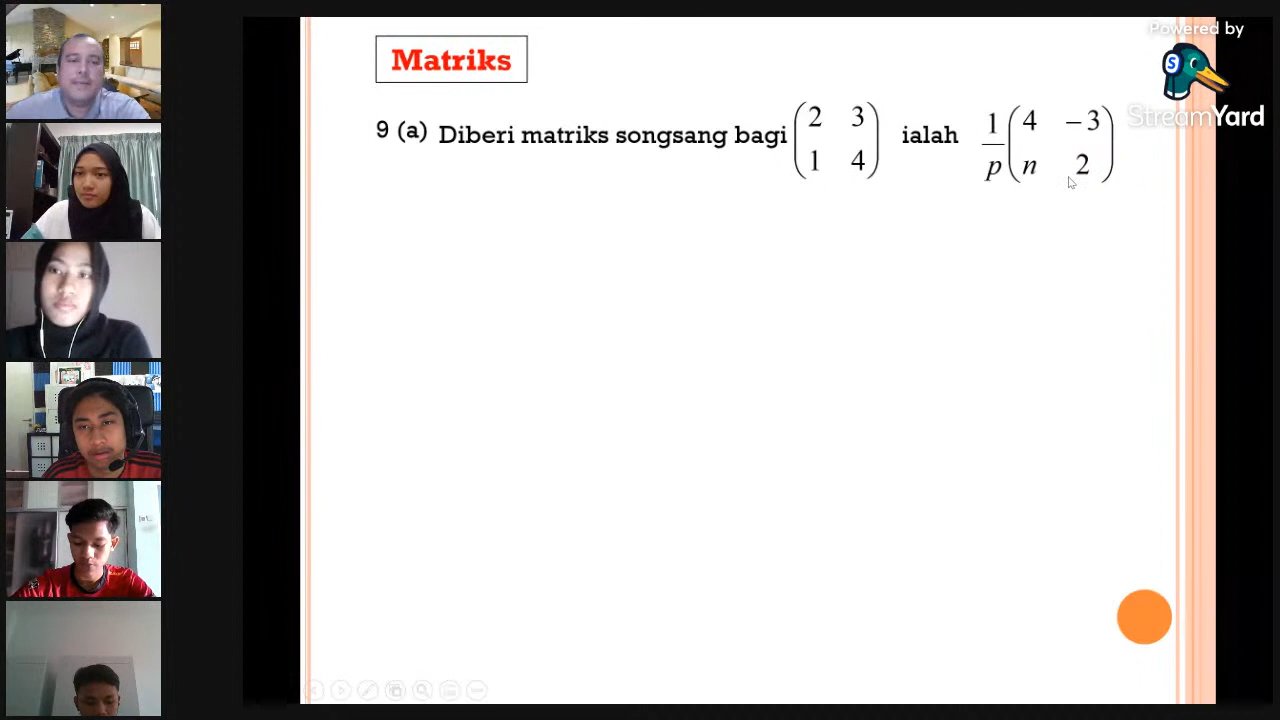 Powered by
StreamYard
Matriks
9 (a) Diberi matriks songsang bagi (2 3; 1 4) ialah 1/p (4 −3; n 2)